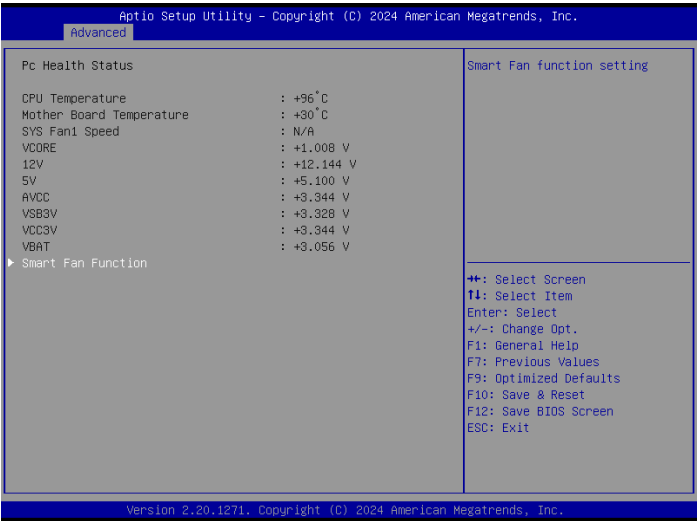 Aptio Setup Utility – Copyright (C) 2024 American Megatrends, Inc.
Advanced
Pc Health Status
Smart Fan function setting
CPU Temperature : +96°C
Mother Board Temperature : +30°C
SYS Fan1 Speed : N/A
VCORE : +1.008 V
12V : +12.144 V
5V : +5.100 V
AVCC : +3.344 V
VSB3V : +3.328 V
VCC3V : +3.344 V
VBAT : +3.056 V
▶ Smart Fan Function
→←: Select Screen
↑↓: Select Item
Enter: Select
+/-: Change Opt.
F1: General Help
F7: Previous Values
F9: Optimized Defaults
F10: Save & Reset
F12: Save BIOS Screen
ESC: Exit
Version 2.20.1271. Copyright (C) 2024 American Megatrends, Inc.